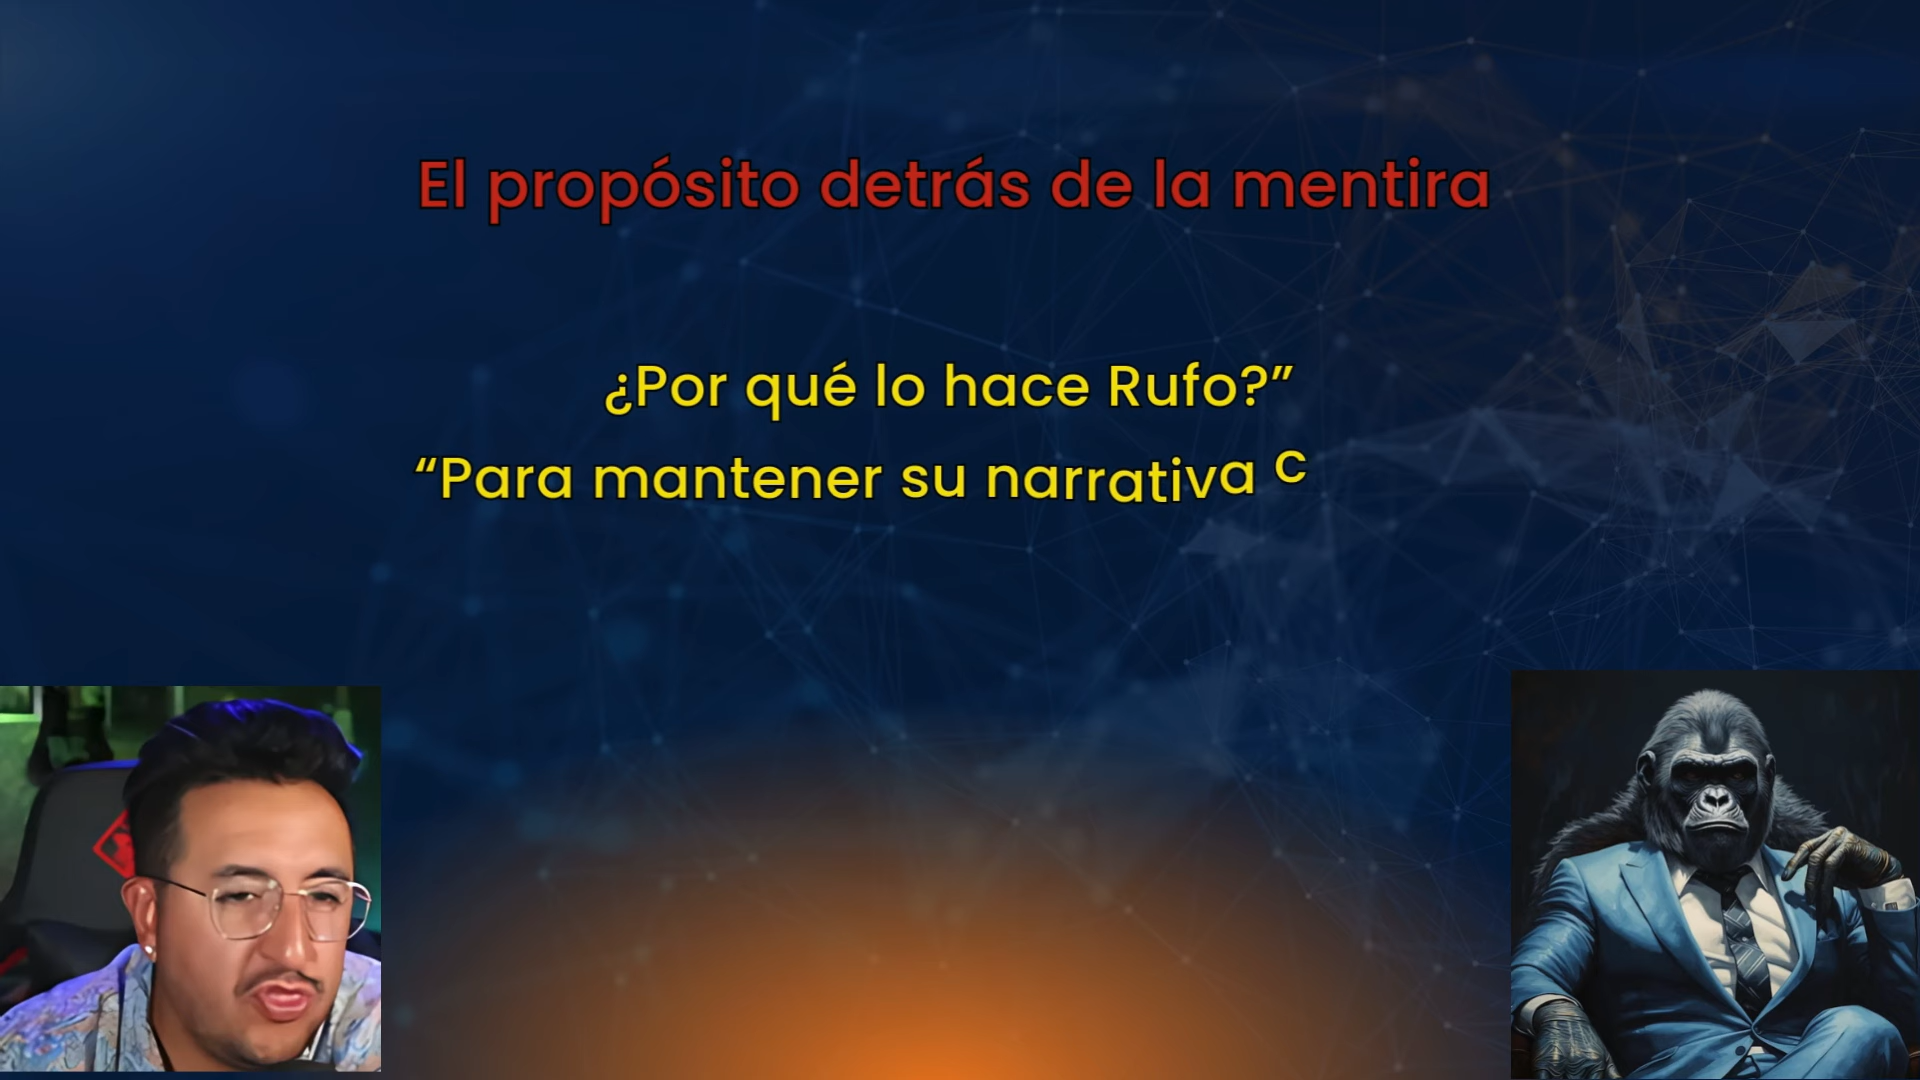 El propósito detrás de la mentira
¿Por qué lo hace Rufo?”
“Para mantener su narrativa c